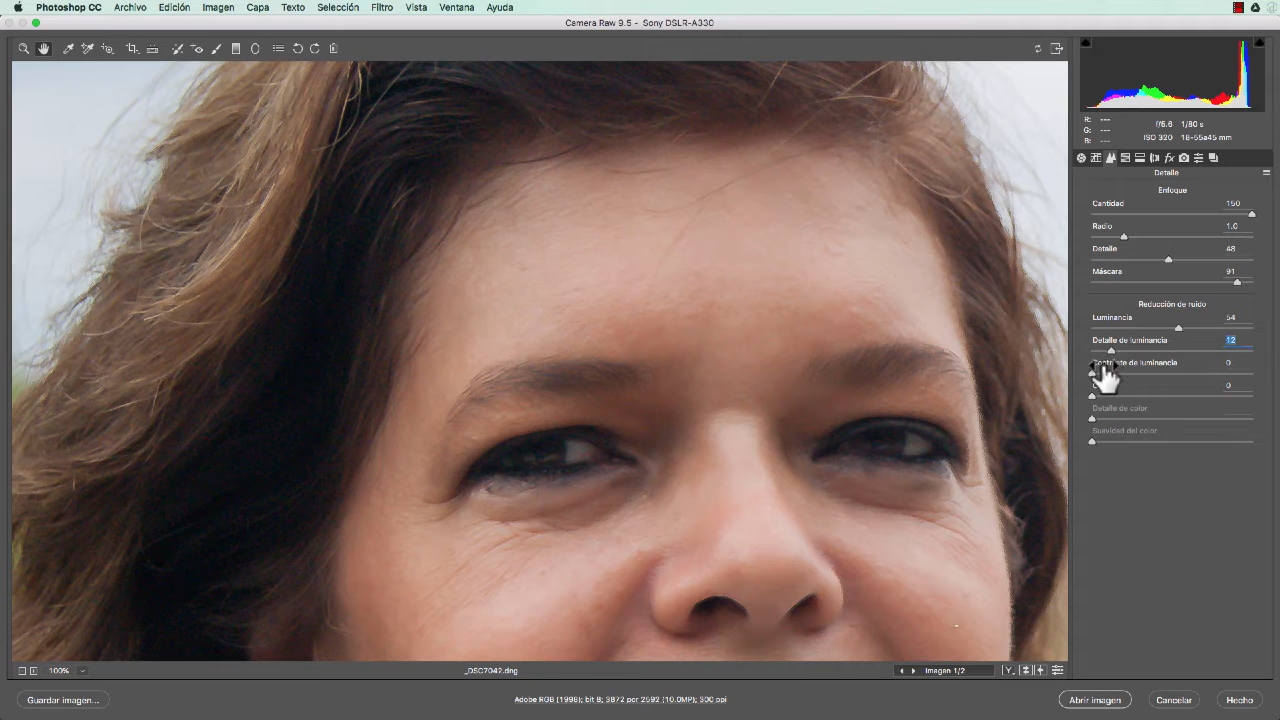 Photoshop CC Archivo Edición Imagen Capa Texto Selección Filtro Vista Ventana Ayuda
Camera Raw 9.5 - Sony DSLR-A330
R: ---
G: ---
B: ---
f/5.6 1/80 s
ISO 320 18-55a45 mm
Detalle
Enfoque
Cantidad 150
Radio 1.0
Detalle 48
Máscara 91
Reducción de ruido
Luminancia 54
Detalle de luminancia 12
Contraste de luminancia 0
0
Detalle de color
Suavidad del color
100%
_DSC7042.dng
Imagen 1/2
Y
Guardar imagen...
Adobe RGB (1998); bit 8; 3872 por 2592 (10.0MP); 300 ppi
Abrir imagen
Cancelar
Hecho